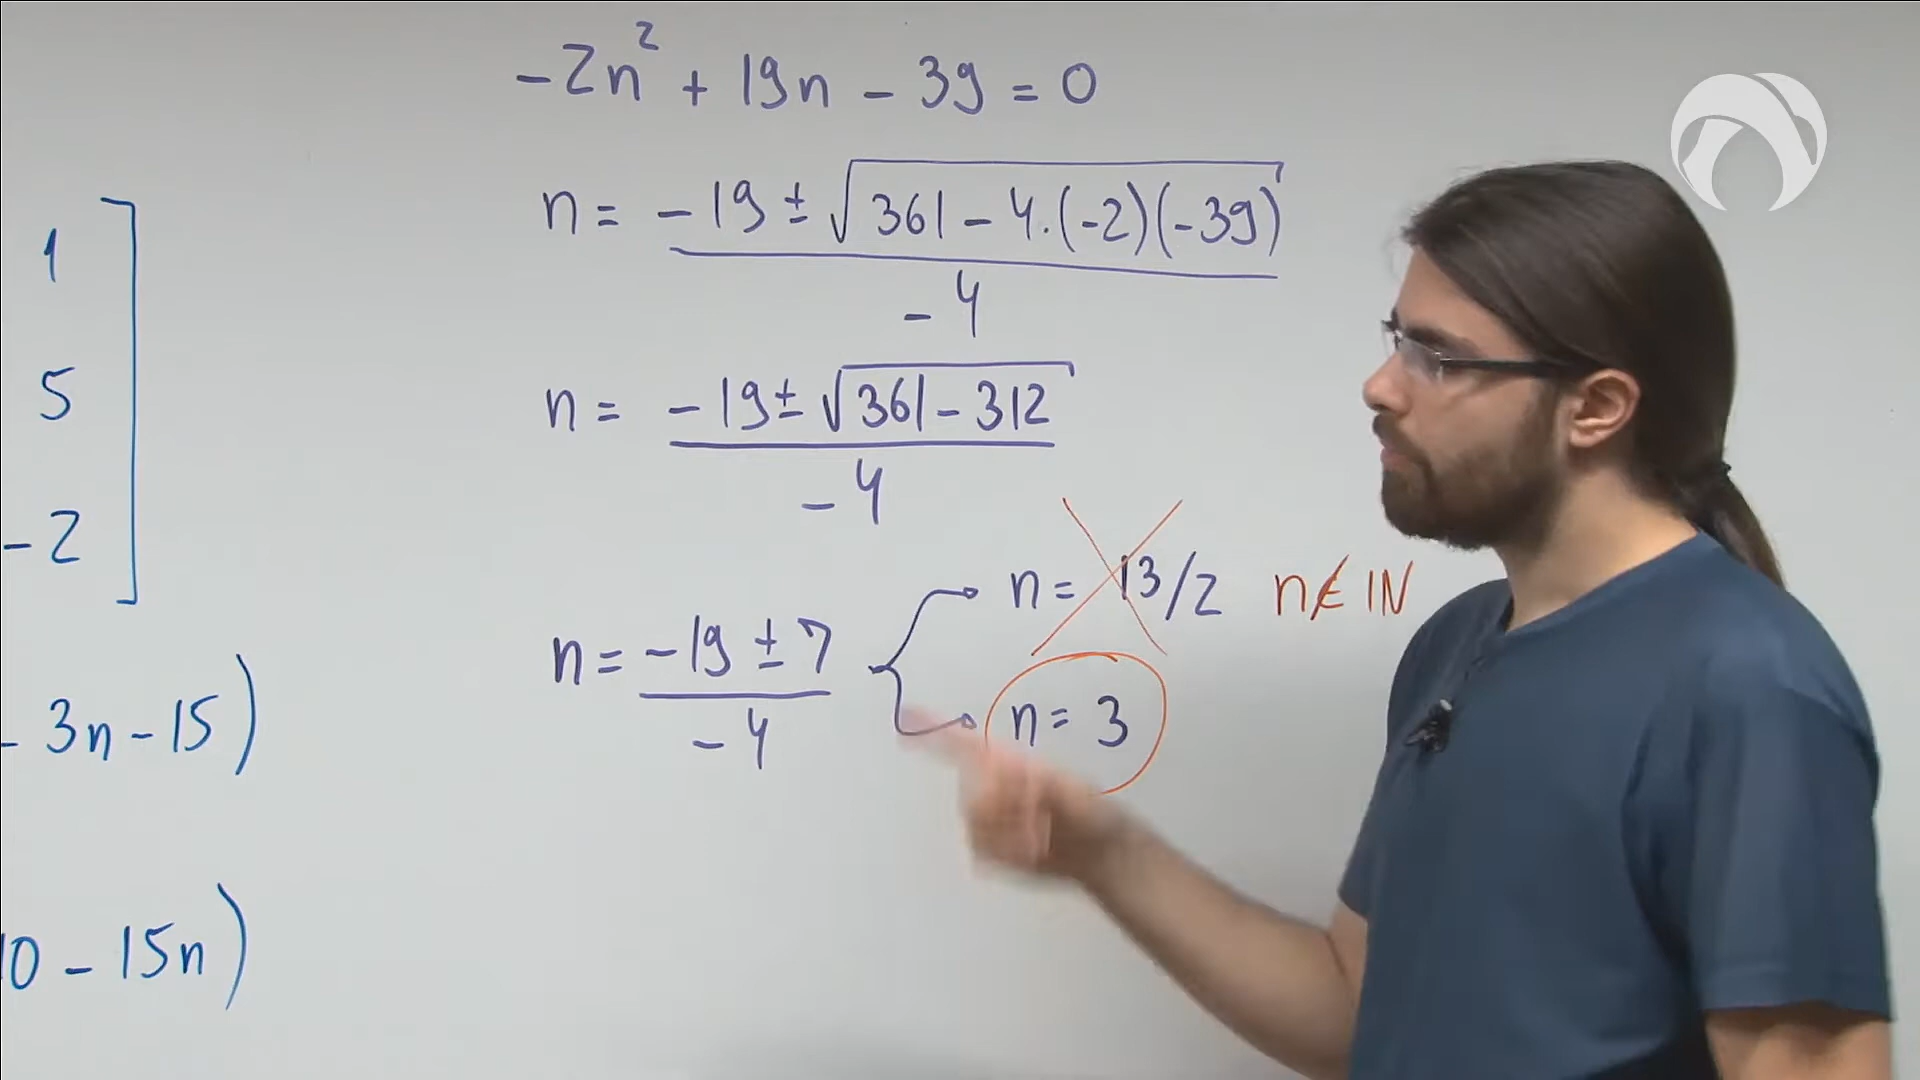 1
5
-2
- 3n - 15)
10 - 15n)
-2n² + 19n - 39 = 0
n = -19 ± √361 - 4.(-2)(-39) / -4
n = -19 ± √361 - 312 / -4
n = -19 ± 7 / -4
n = 13/2 n ∉ IN
n = 3